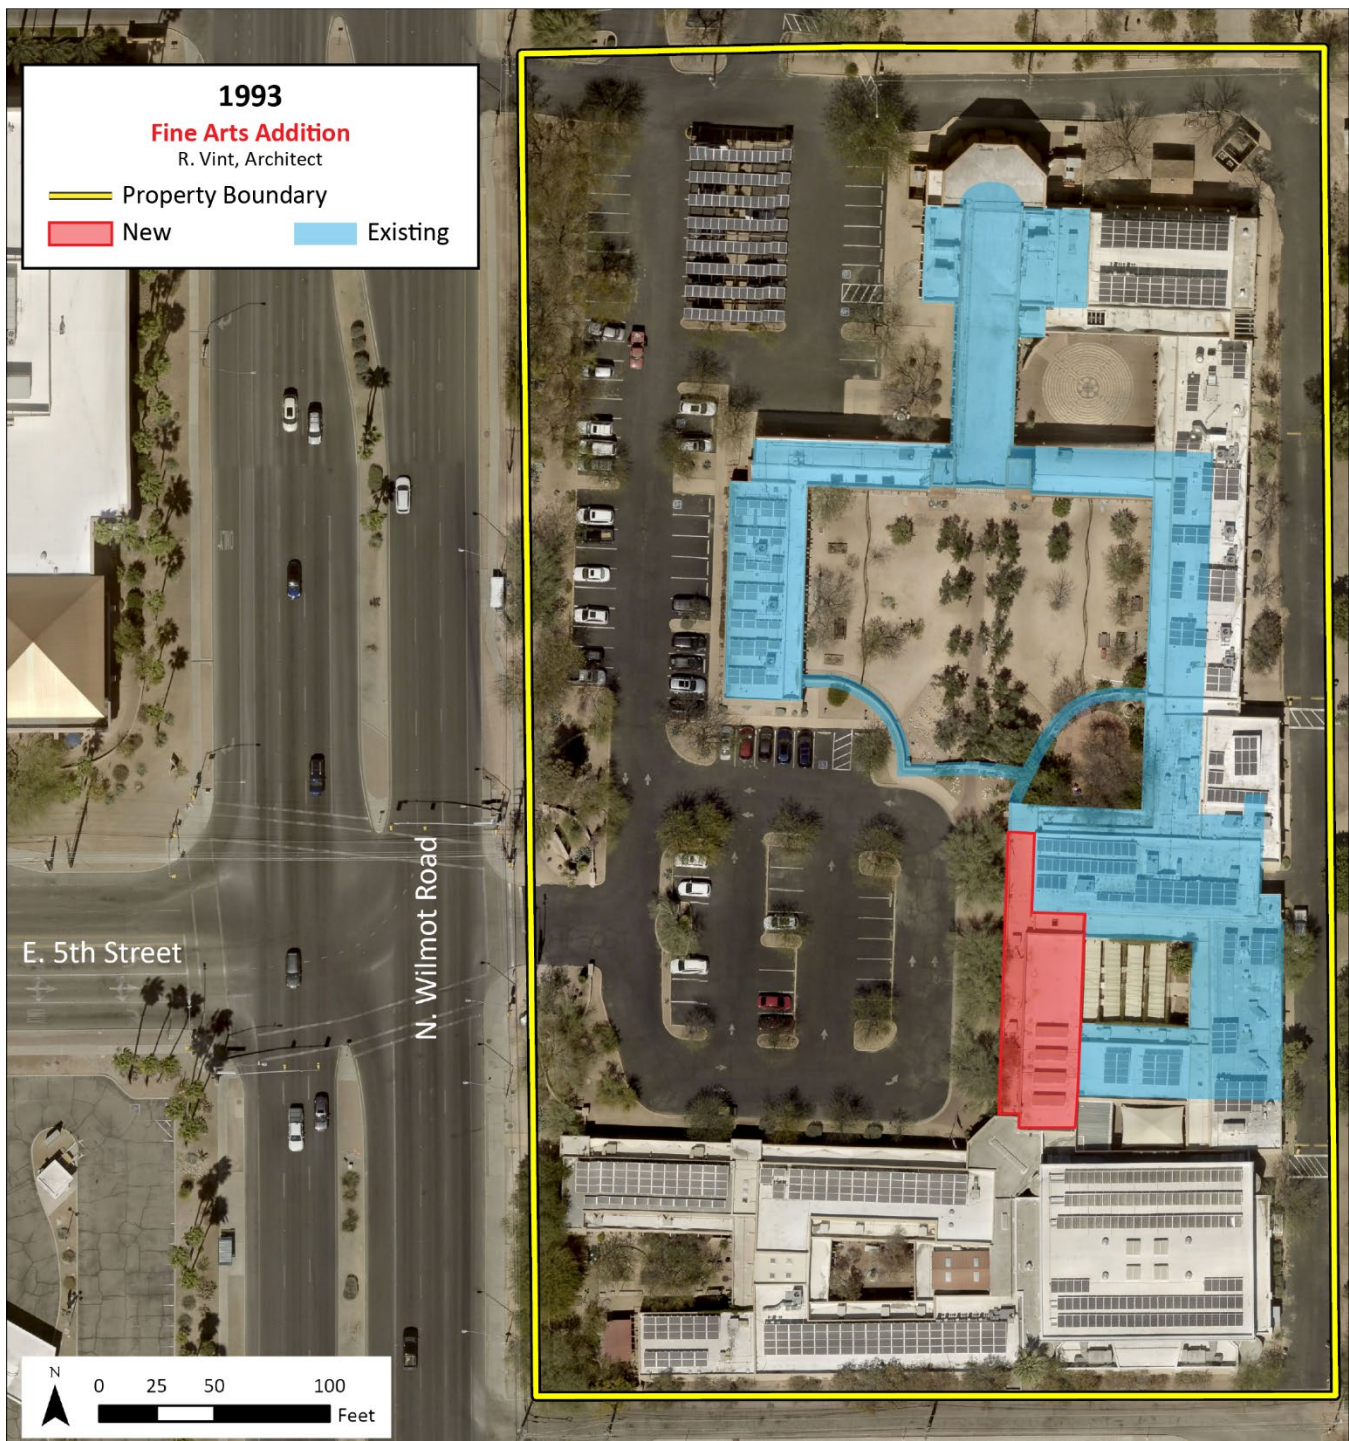 1993
Fine Arts Addition
R. Vint, Architect
Property Boundary
New
Existing
E. 5th Street
N. Wilmot Road
N
0 25 50 100
Feet